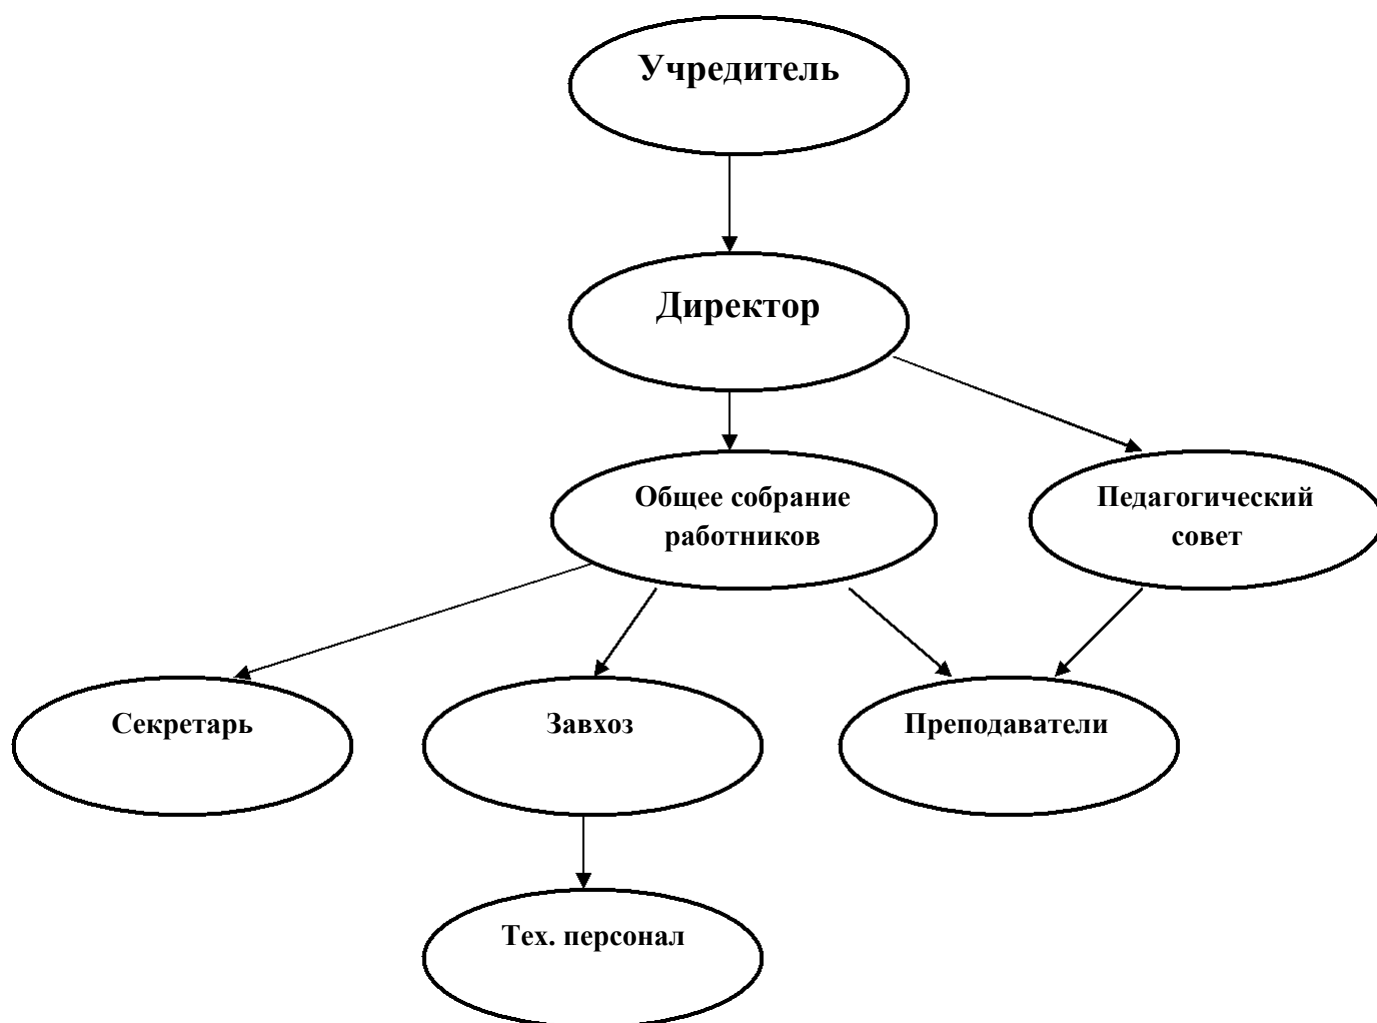 Учредитель
Директор
Общее собрание
работников
Педагогический
совет
Секретарь
Завхоз
Преподаватели
Тех. персонал